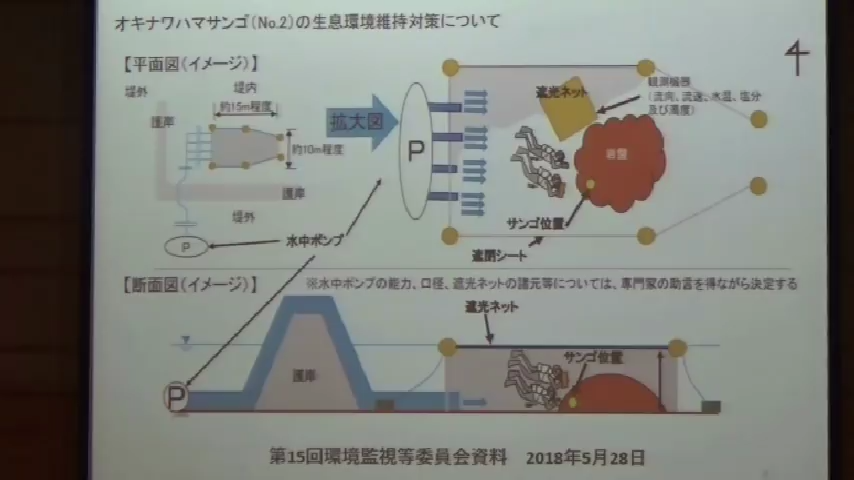 オキナワハマサンゴ(No.2)の生息環境維持対策について
【平面図(イメージ)】
堤外
堤内
約15m程度
護岸
約10m程度
護岸
堤外
P
水中ポンプ
拡大図
P
遮光ネット
観測機器
(流向、流速、水温、塩分
及び濁度)
岩盤
サンゴ位置
遮閉シート
【断面図(イメージ)】
※水中ポンプの能力、口径、遮光ネットの諸元等については、専門家の助言を得ながら決定する
遮光ネット
護岸
サンゴ位置
P
第15回環境監視等委員会資料 2018年5月28日